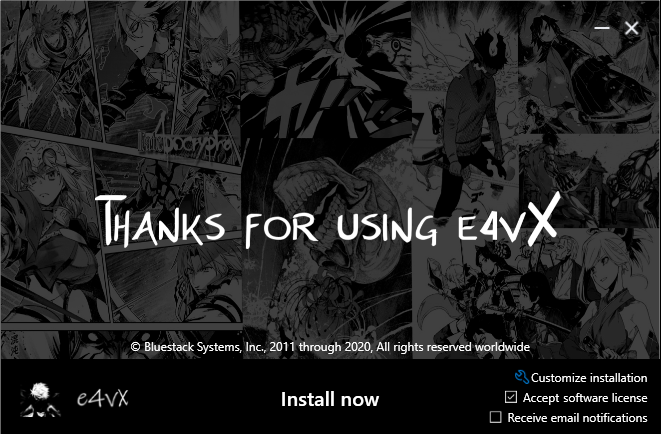 Apocrypha
THANKS FOR USING e4vX
© Bluestack Systems, Inc., 2011 through 2020, All rights reserved worldwide
e4vX
Install now
Customize installation
Accept software license
Receive email notifications